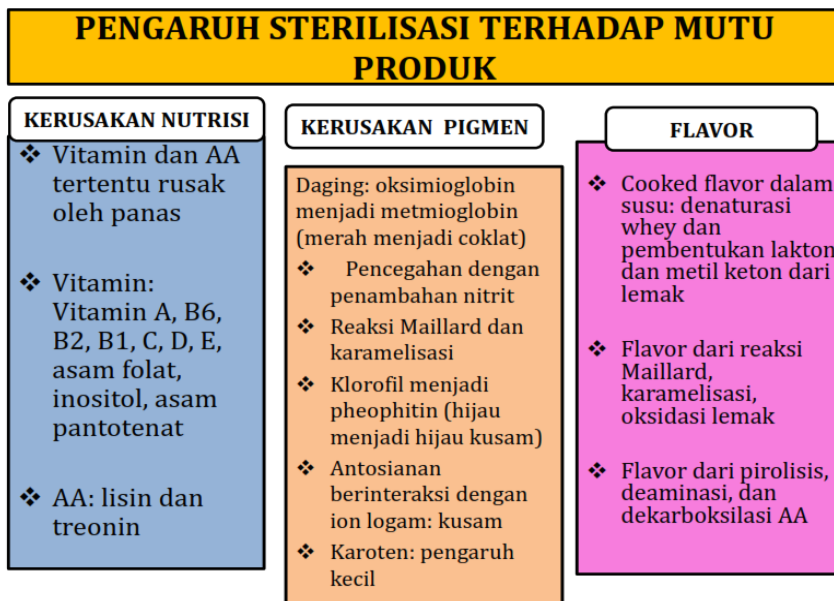 PENGARUH STERILISASI TERHADAP MUTU
PRODUK
KERUSAKAN NUTRISI
❖ Vitamin dan AA
tertentu rusak
oleh panas
❖ Vitamin:
Vitamin A, B6,
B2, B1, C, D, E,
asam folat,
inositol, asam
pantotenat
❖ AA: lisin dan
treonin
KERUSAKAN PIGMEN
Daging: oksimioglobin
menjadi metmioglobin
(merah menjadi coklat)
❖ Pencegahan dengan
penambahan nitrit
❖ Reaksi Maillard dan
karamelisasi
❖ Klorofil menjadi
pheophitin (hijau
menjadi hijau kusam)
❖ Antosianan
berinteraksi dengan
ion logam: kusam
❖ Karoten: pengaruh
kecil
FLAVOR
❖ Cooked flavor dalam
susu: denaturasi
whey dan
pembentukan lakton
dan metil keton dari
lemak
❖ Flavor dari reaksi
Maillard,
karamelisasi,
oksidasi lemak
❖ Flavor dari pirolisis,
deaminasi, dan
dekarboksilasi AA